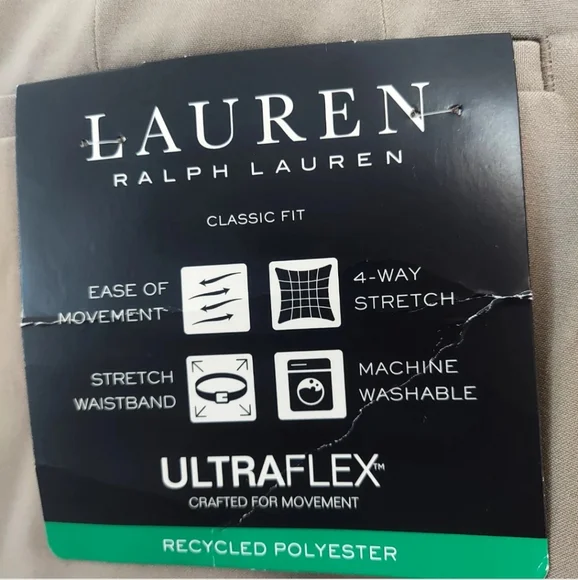 LAUREN
RALPH LAUREN
CLASSIC FIT
EASE OF
MOVEMENT
4-WAY
STRETCH
STRETCH
WAISTBAND
MACHINE
WASHABLE
ULTRAFLEX™
CRAFTED FOR MOVEMENT
RECYCLED POLYESTER